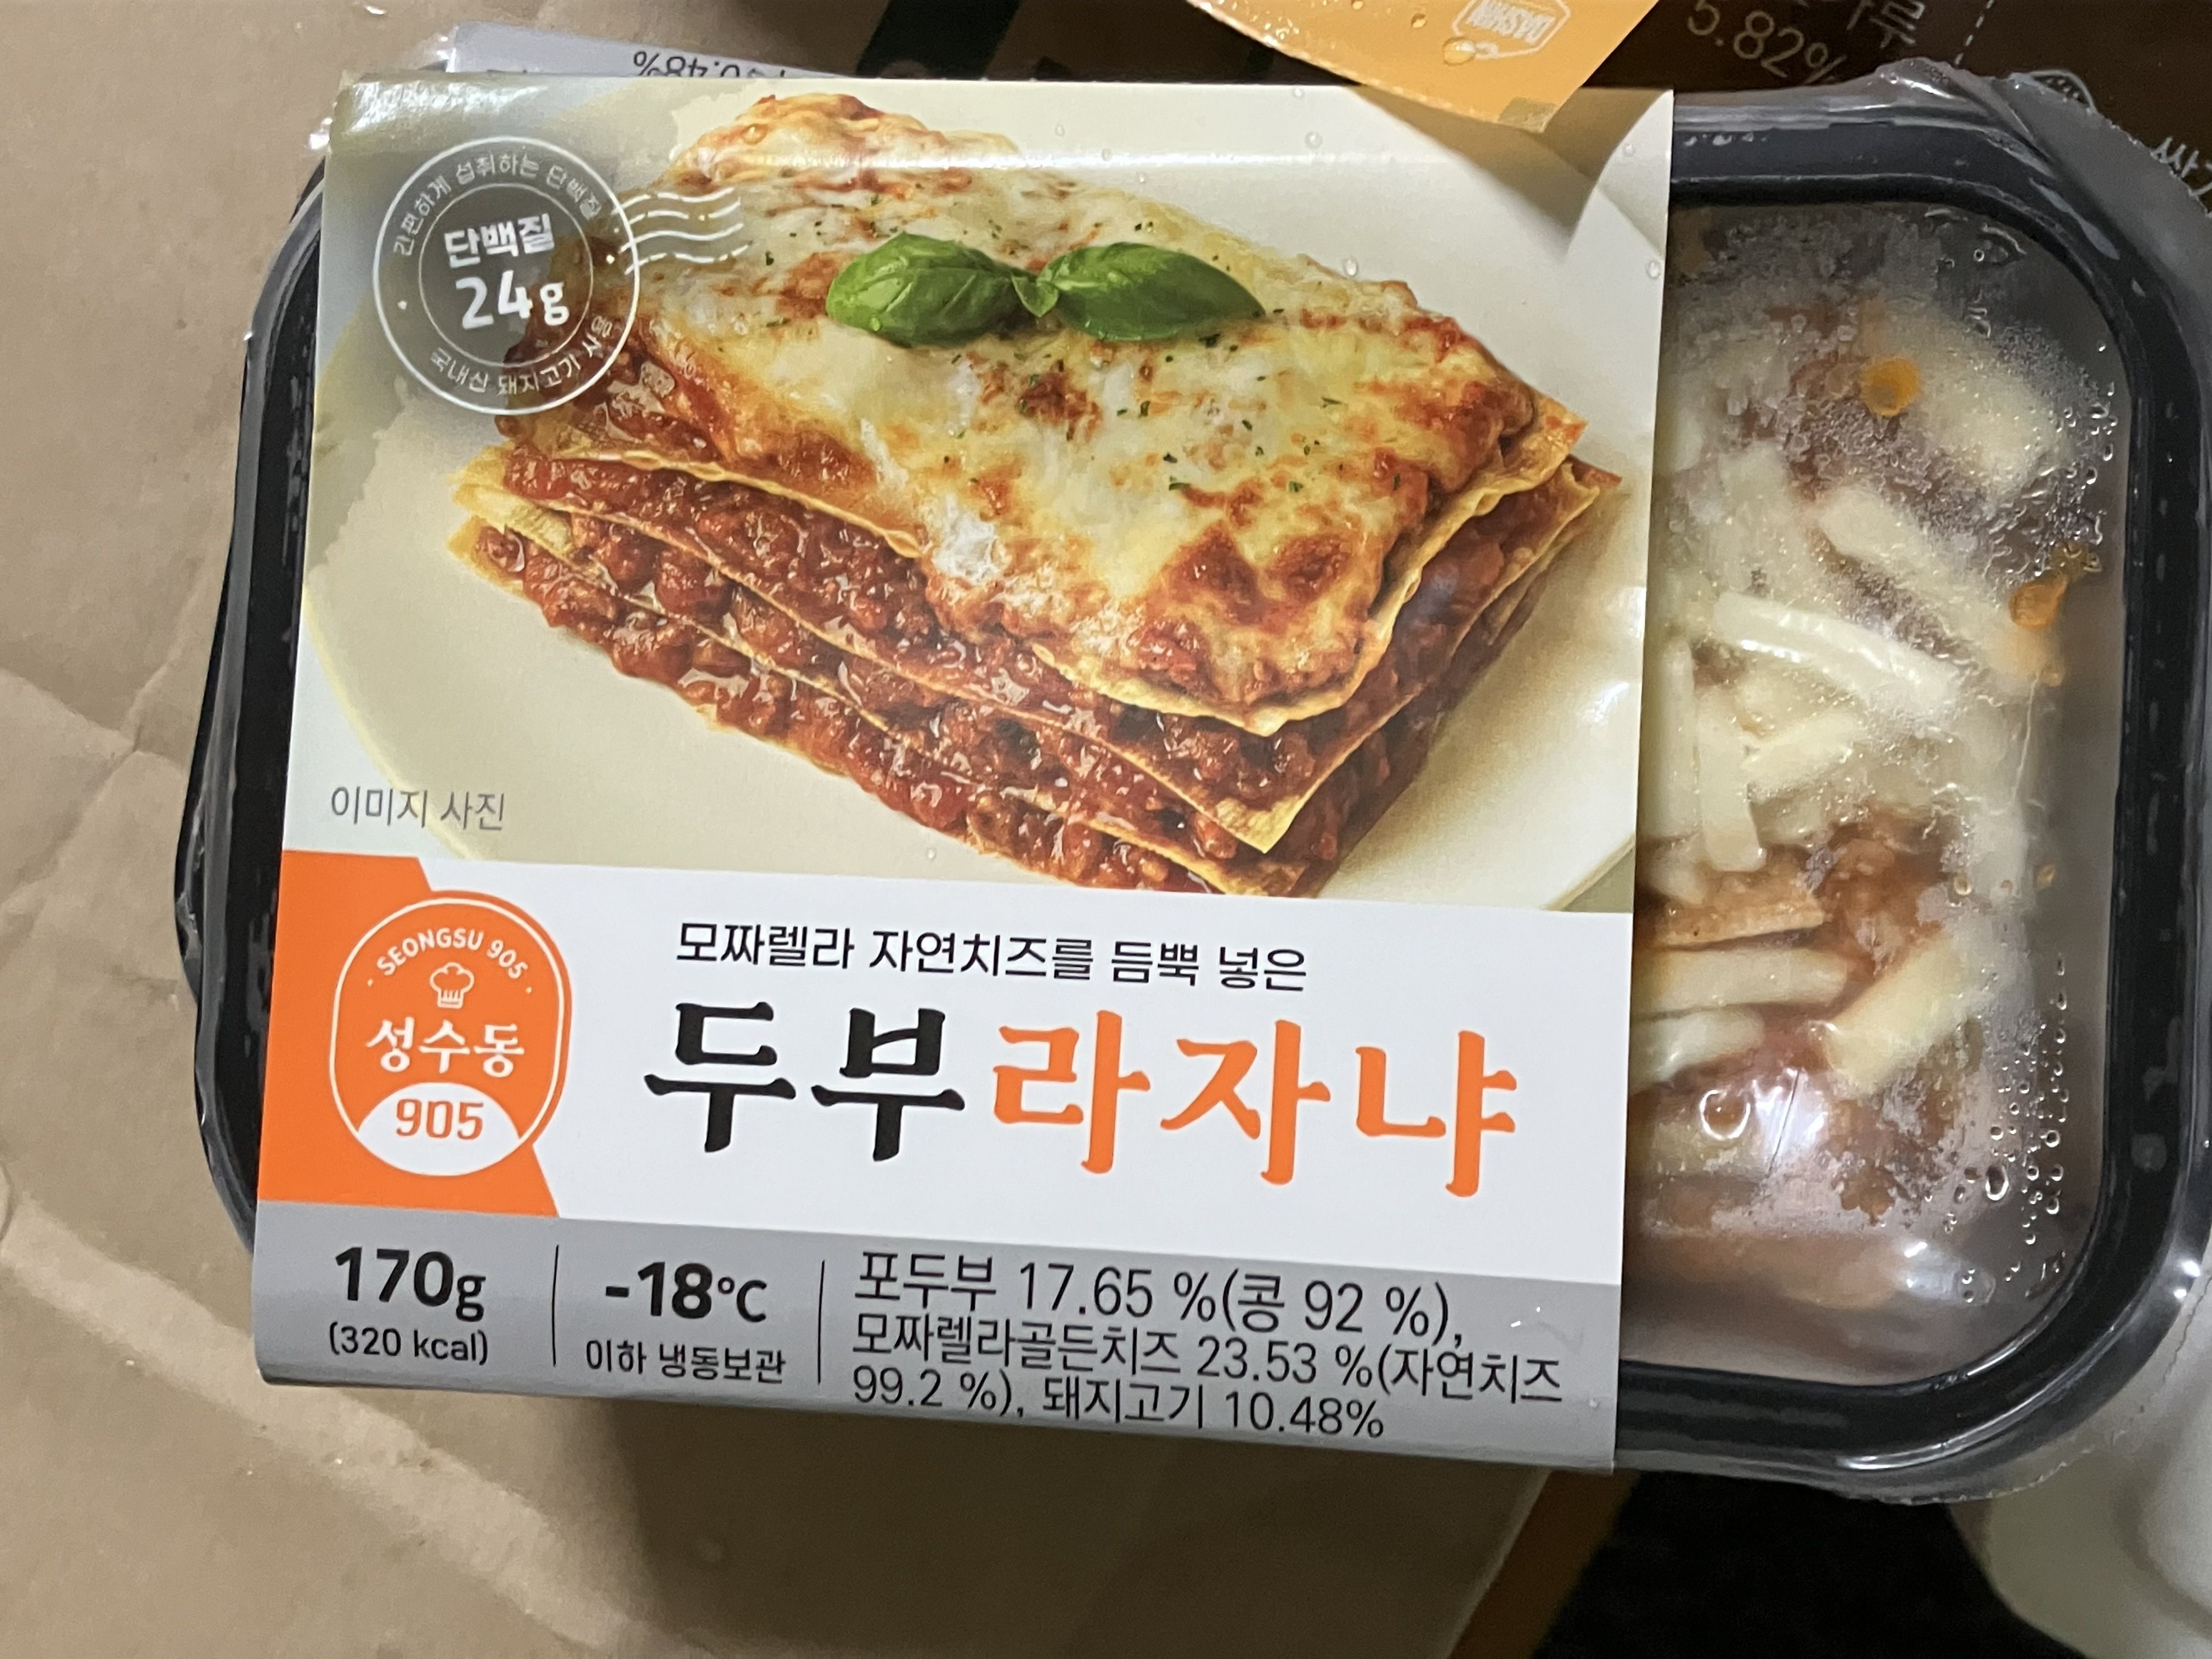 DASHIN
5.82%
0.48%
간편하게 섭취하는 단백질
단백질
24g
국내산 돼지고기 사용
이미지 사진
SEONGSU 905
성수동
905
모짜렐라 자연치즈를 듬뿍 넣은
두부라자냐
170g
(320 kcal)
-18℃
이하 냉동보관
포두부 17.65 %(콩 92 %),
모짜렐라골든치즈 23.53 %(자연치즈
99.2 %), 돼지고기 10.48%